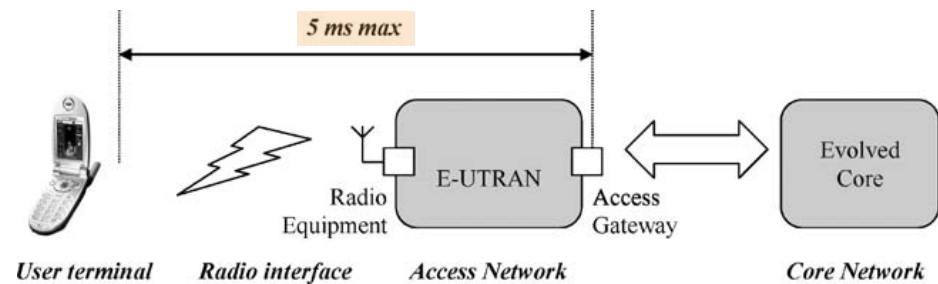 5 ms max
E-UTRAN
Evolved
Core
Radio
Equipment
Access
Gateway
User terminal
Radio interface
Access Network
Core Network